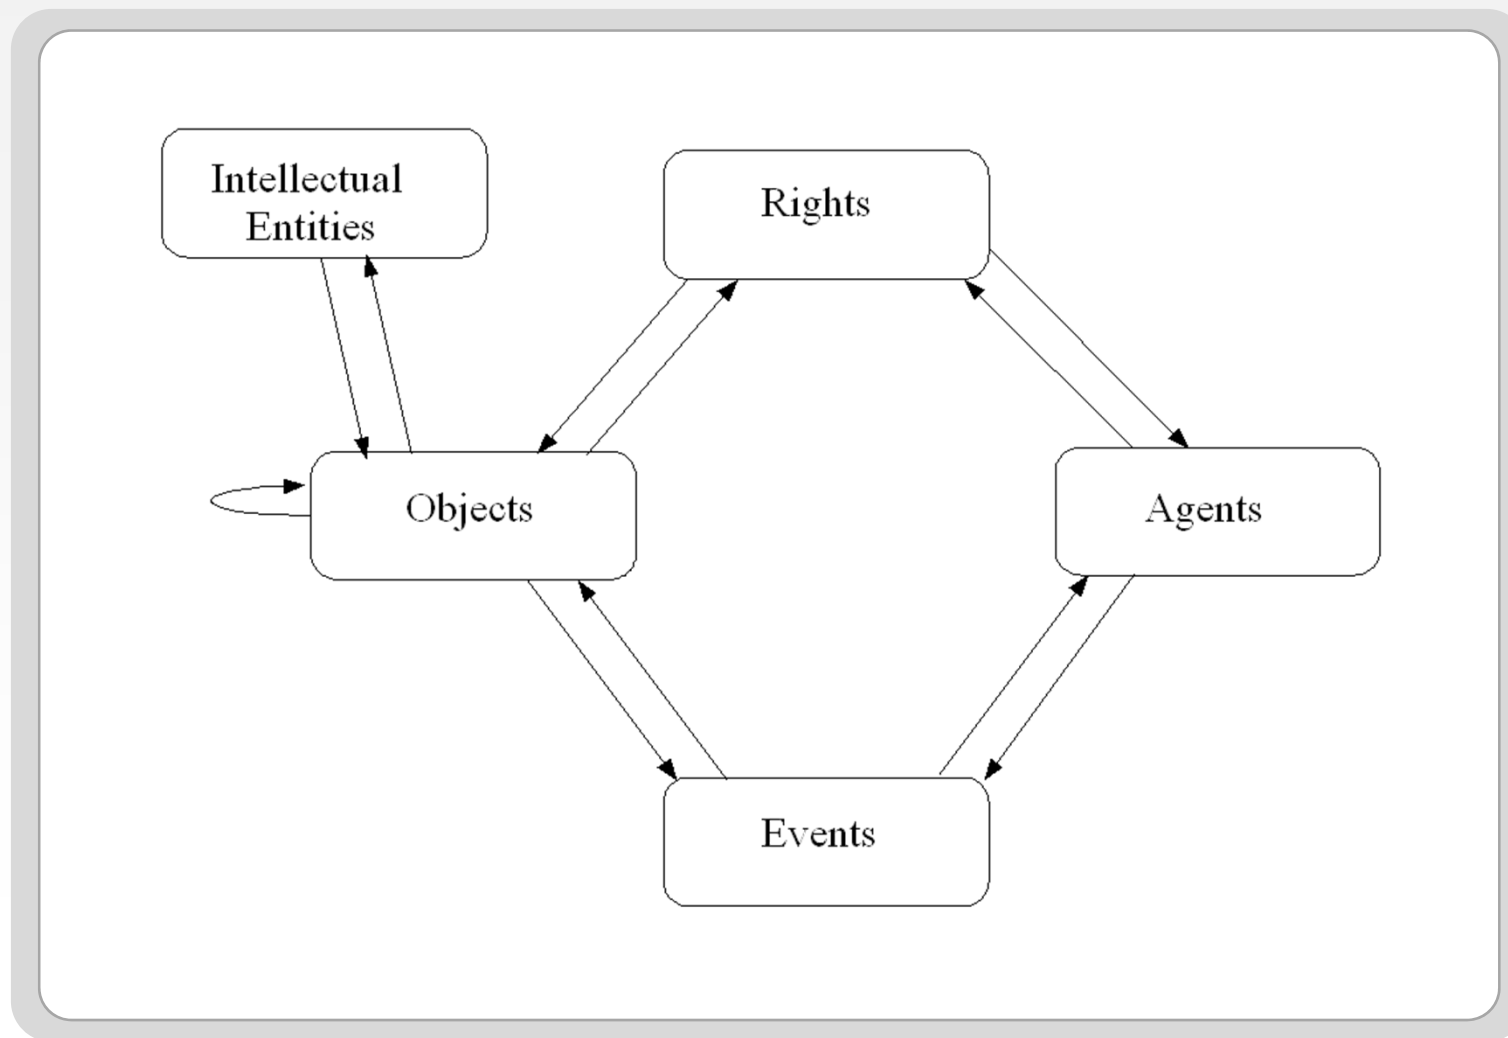 Intellectual
Entities
Rights
Objects
Agents
Events